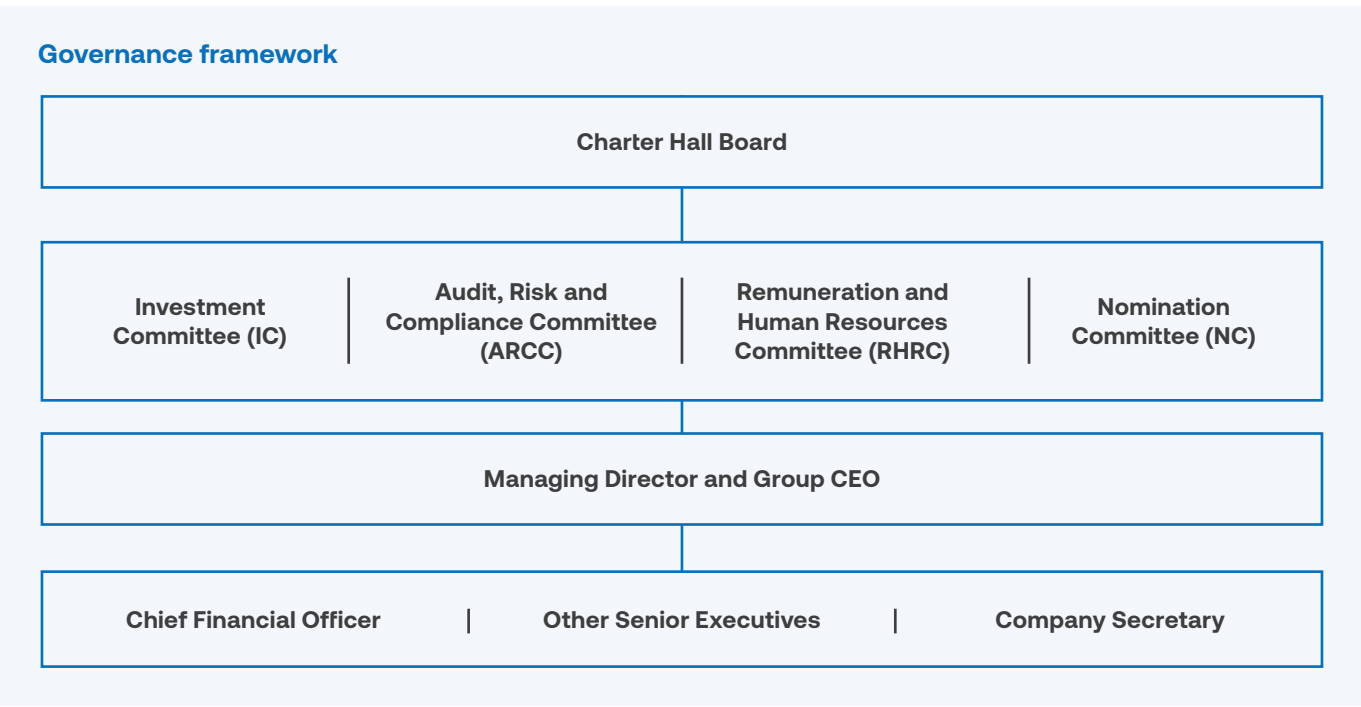 Governance framework
Charter Hall Board
Investment
Committee (IC)
Audit, Risk and
Compliance Committee
(ARCC)
Remuneration and
Human Resources
Committee (RHRC)
Nomination
Committee (NC)
Managing Director and Group CEO
Chief Financial Officer
Other Senior Executives
Company Secretary